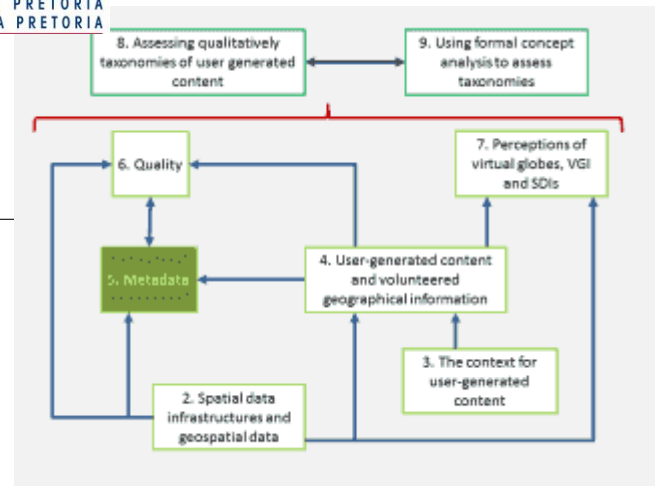 PRETORIA
A PRETORIA
8. Assessing qualitatively
taxonomies of user generated
content
9. Using formal concept
analysis to assess
taxonomies
6. Quality
7. Perceptions of
virtual globes, VGI
and SDIs
5. Metadata
4. User-generated content
and volunteered
geographical information
3. The context for
user-generated
content
2. Spatial data
infrastructures and
geospatial data